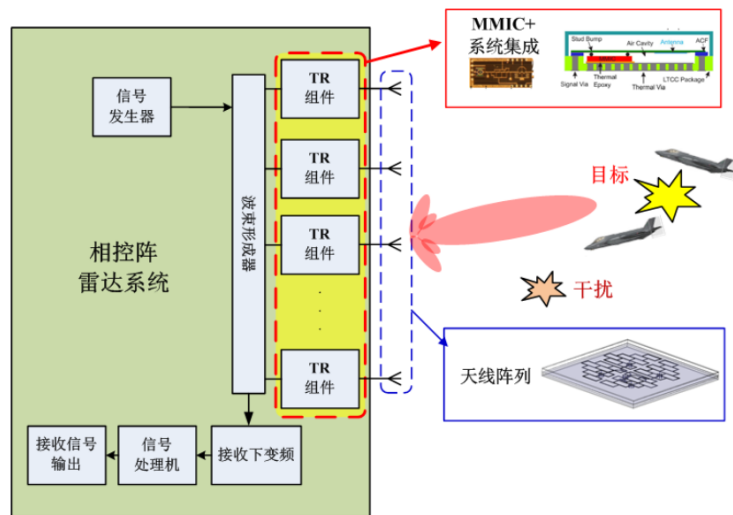 MMIC+
系统集成
Stud Bump
Air Cavity
Antenna
ACF
Signal Via
Thermal
Epoxy
Thermal Via
LTCC Package
信号
发生器
TR
组件
TR
组件
TR
组件
TR
组件
波束形成器
相控阵
雷达系统
目标
干扰
天线阵列
接收信号
输出
信号
处理机
接收下变频